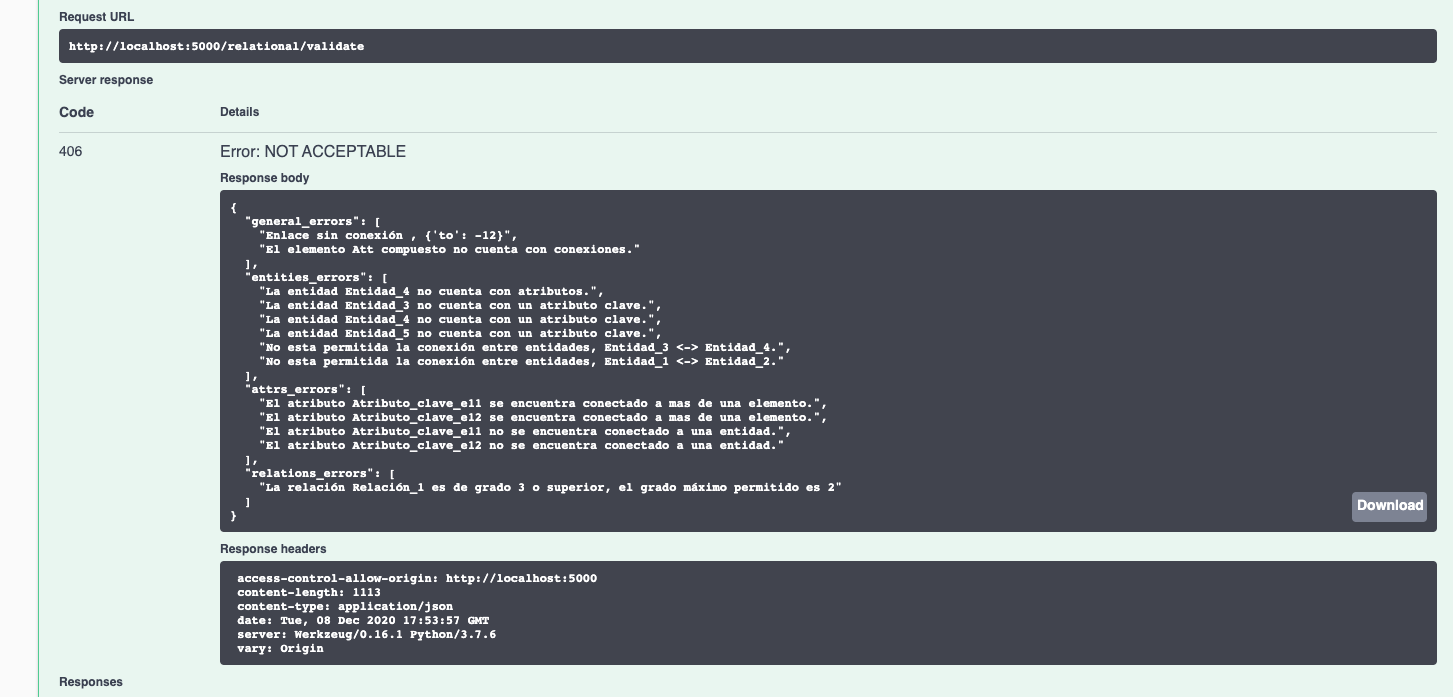 Request URL
http://localhost:5000/relational/validate
Server response
Code Details
406 Error: NOT ACCEPTABLE
Response body
{
  "general_errors": [
    "Enlace sin conexión , {'to': -12}",
    "El elemento Att compuesto no cuenta con conexiones."
  ],
  "entities_errors": [
    "La entidad Entidad_4 no cuenta con atributos.",
    "La entidad Entidad_3 no cuenta con un atributo clave.",
    "La entidad Entidad_4 no cuenta con un atributo clave.",
    "La entidad Entidad_5 no cuenta con un atributo clave.",
    "No esta permitida la conexión entre entidades, Entidad_3 <-> Entidad_4.",
    "No esta permitida la conexión entre entidades, Entidad_1 <-> Entidad_2."
  ],
  "attrs_errors": [
    "El atributo Atributo_clave_e11 se encuentra conectado a mas de una elemento.",
    "El atributo Atributo_clave_e12 se encuentra conectado a mas de una elemento.",
    "El atributo Atributo_clave_e11 no se encuentra conectado a una entidad.",
    "El atributo Atributo_clave_e12 no se encuentra conectado a una entidad."
  ],
  "relations_errors": [
    "La relación Relación_1 es de grado 3 o superior, el grado máximo permitido es 2"
  ]
}
Download
Response headers
access-control-allow-origin: http://localhost:5000
content-length: 1113
content-type: application/json
date: Tue, 08 Dec 2020 17:53:57 GMT
server: Werkzeug/0.16.1 Python/3.7.6
vary: Origin
Responses